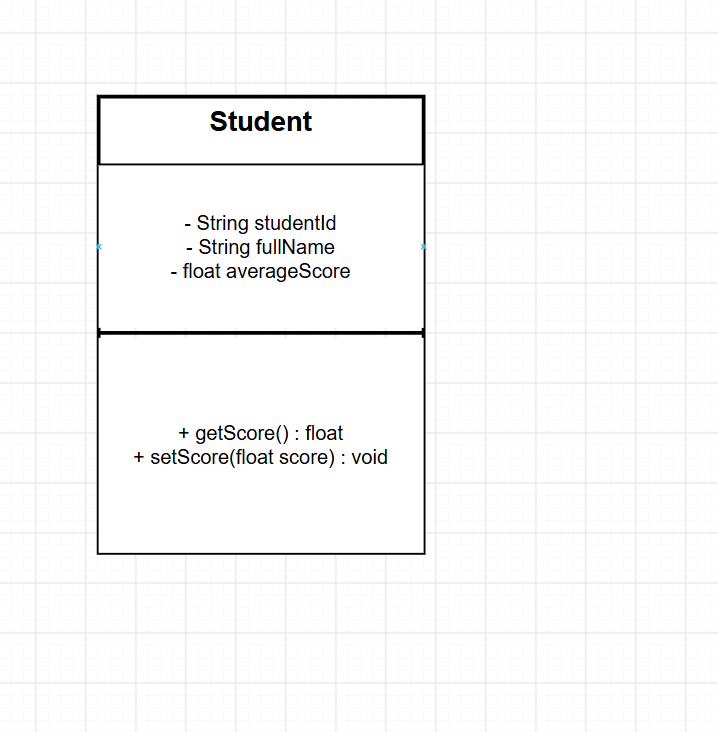 Student
- String studentId
- String fullName
- float averageScore
+ getScore() : float
+ setScore(float score) : void